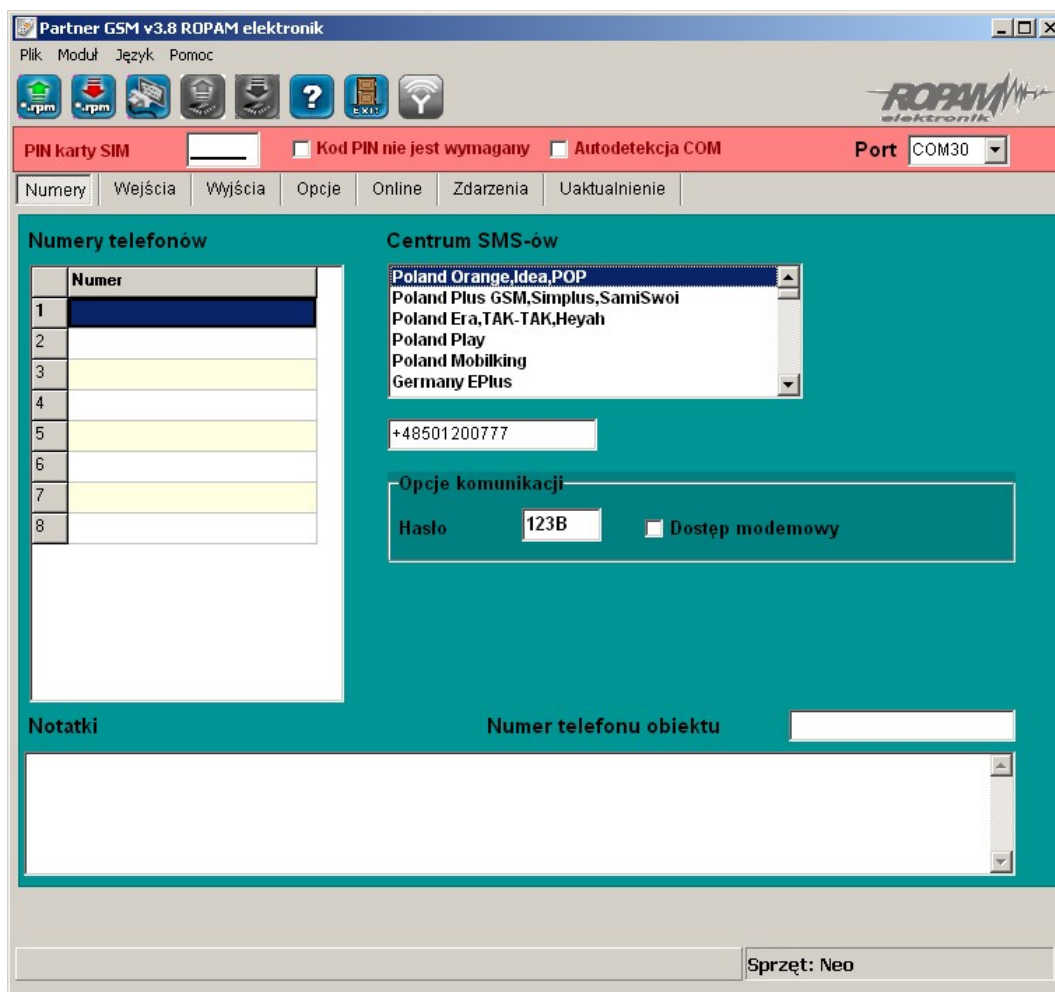 Partner GSM v3.8 ROPAM elektronik
Plik Moduł Język Pomoc
*.rpm *.rpm ? EXIT ROPAM
elektronik
PIN karty SIM Kod PIN nie jest wymagany Autodetekcja COM Port COM30
Numery Wejścia Wyjścia Opcje Online Zdarzenia Uaktualnienie
Numery telefonów
Numer
1
2
3
4
5
6
7
8
Centrum SMS-ów
Poland Orange,Idea,POP
Poland Plus GSM,Simplus,SamiSwoi
Poland Era,TAK-TAK,Heyah
Poland Play
Poland Mobilking
Germany EPlus
+48501200777
Opcje komunikacji
Hasło 123B Dostęp modemowy
Notatki Numer telefonu obiektu
Sprzęt: Neo